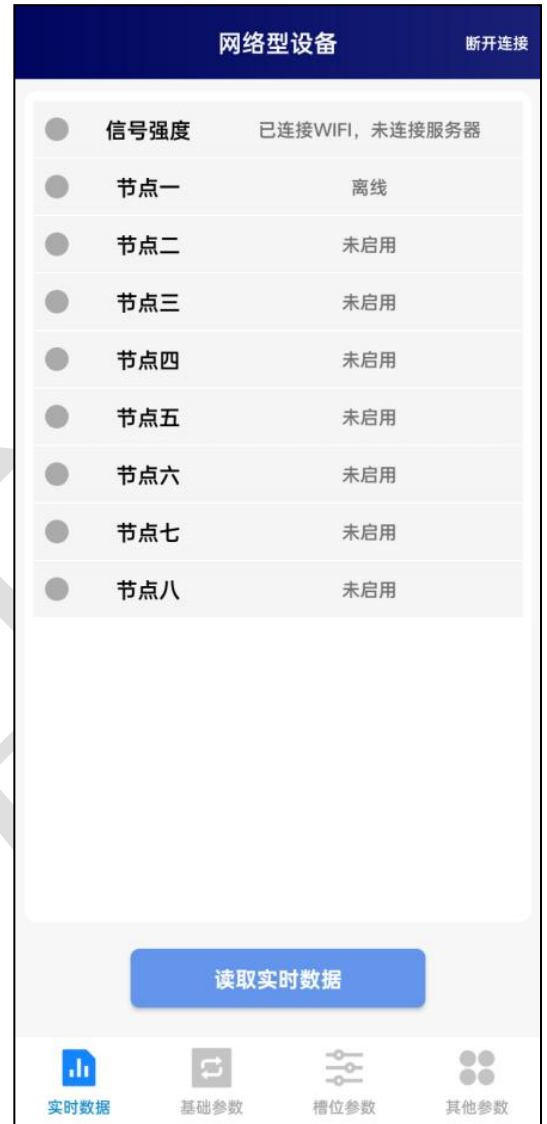 网络型设备 断开连接
信号强度 已连接WIFI，未连接服务器
节点一 离线
节点二 未启用
节点三 未启用
节点四 未启用
节点五 未启用
节点六 未启用
节点七 未启用
节点八 未启用
读取实时数据
实时数据 基础参数 槽位参数 其他参数